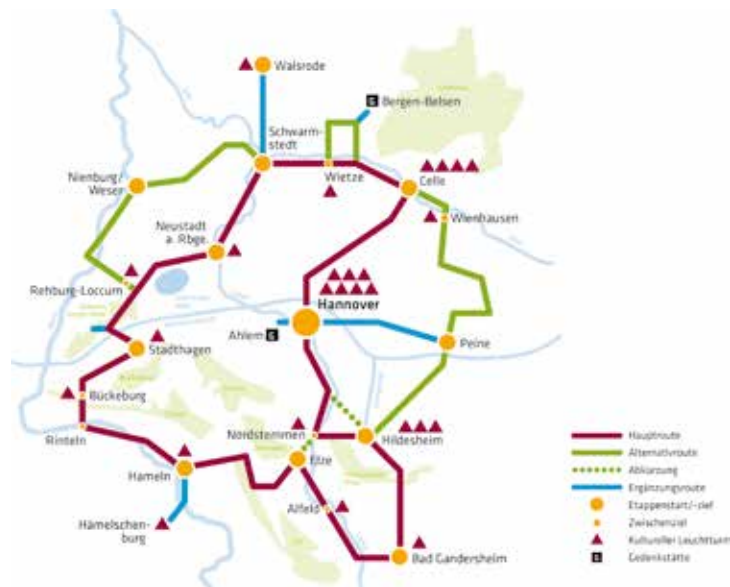 Walsrode
Bergen-Belsen
Schwarm-
stedt
Nienburg/
Weser
Wietze
Celle
Wienhausen
Neustadt
a. Rbge.
Rehburg-Loccum
Hannover
Ahlem
Peine
Stadthagen
Bückeburg
Rinteln
Nordstemmen
Hildesheim
Elze
Hameln
Hämelschen-
burg
Alfeld
Bad Gandersheim
Hauptroute
Alternativroute
Abkürzung
Ergänzungsroute
Etappenstart/-ziel
Zwischenziel
Kultureller Leuchtturm
Gedenkstätte